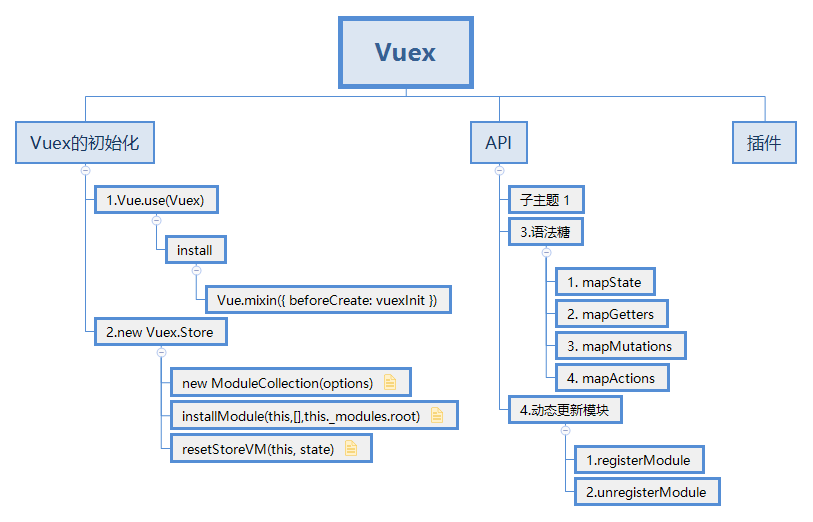 Vuex
Vuex的初始化
1.Vue.use(Vuex)
install
Vue.mixin({ beforeCreate: vuexInit })
2.new Vuex.Store
new ModuleCollection(options)
installModule(this,[],this._modules.root)
resetStoreVM(this, state)
API
子主题 1
3.语法糖
1. mapState
2. mapGetters
3. mapMutations
4. mapActions
4.动态更新模块
1.registerModule
2.unregisterModule
插件